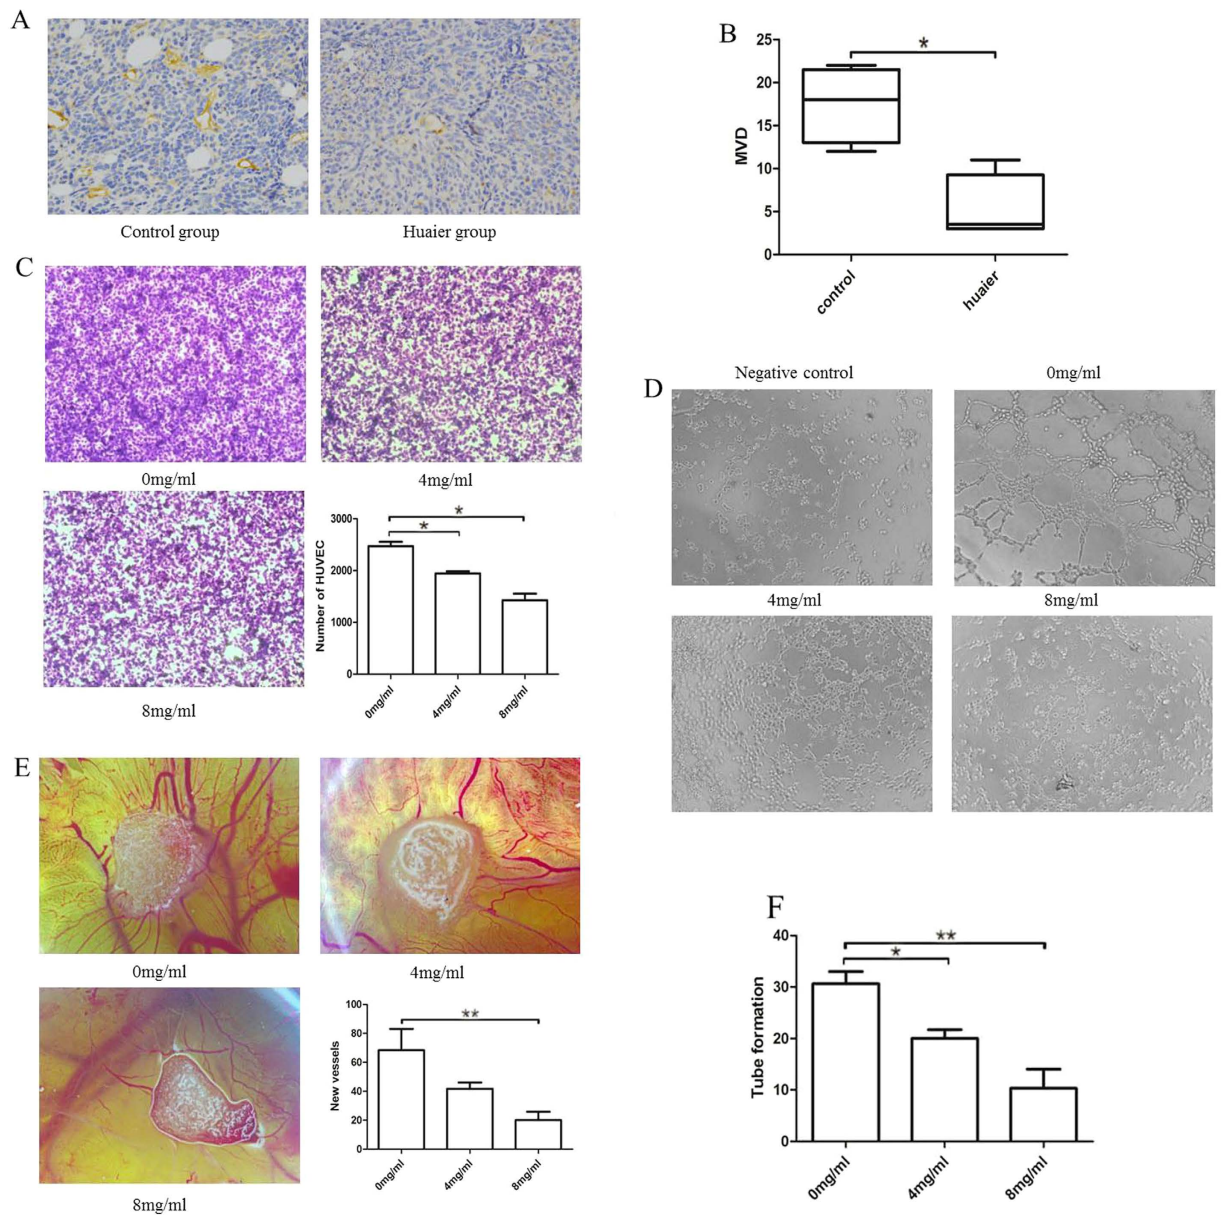 A
Control group
Huaier group
B
25
20
15
10
5
0
MVD
*
control
huaier
C
0mg/ml
4mg/ml
8mg/ml
3000
2000
1000
0
Number of HUVEC
*
*
0mg/ml
4mg/ml
8mg/ml
D
Negative control
0mg/ml
4mg/ml
8mg/ml
E
0mg/ml
4mg/ml
8mg/ml
100
80
60
40
20
0
New vessels
**
0mg/ml
4mg/ml
8mg/ml
F
40
30
20
10
0
Tube formation
**
*
0mg/ml
4mg/ml
8mg/ml